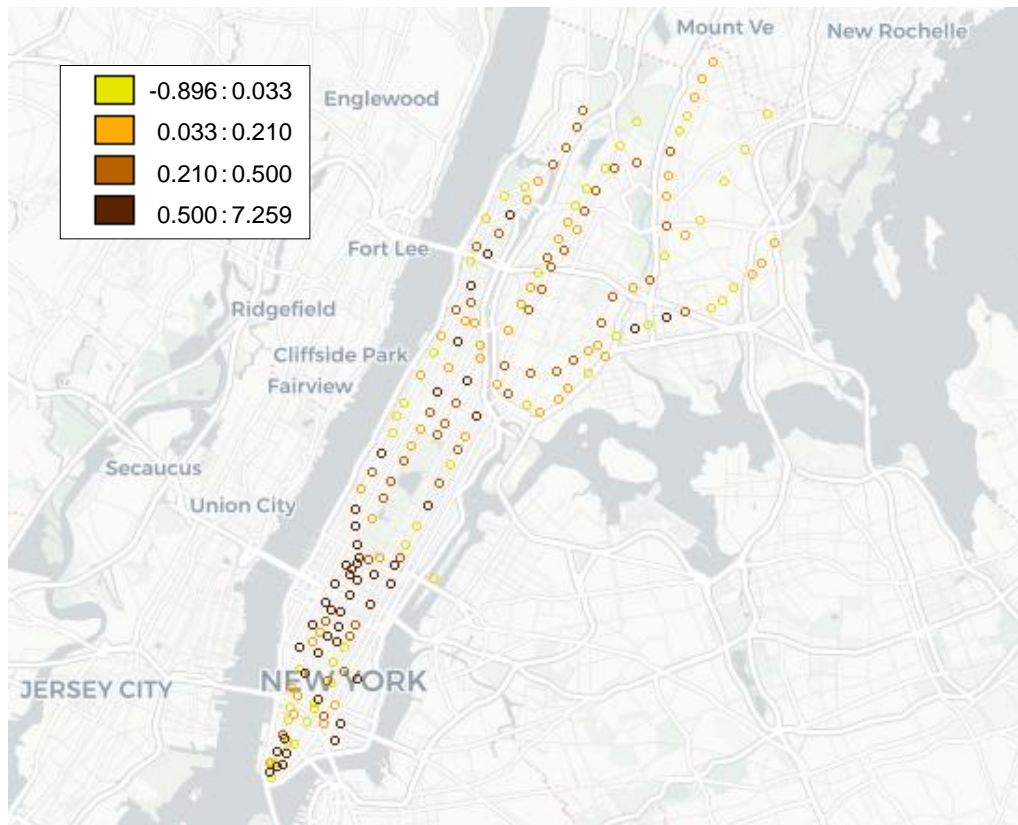 Mount Ve
New Rochelle
-0.896 : 0.033
Englewood
0.033 : 0.210
0.210 : 0.500
0.500 : 7.259
Fort Lee
Ridgefield
Cliffside Park
Fairview
Secaucus
Union City
NEW YORK
JERSEY CITY